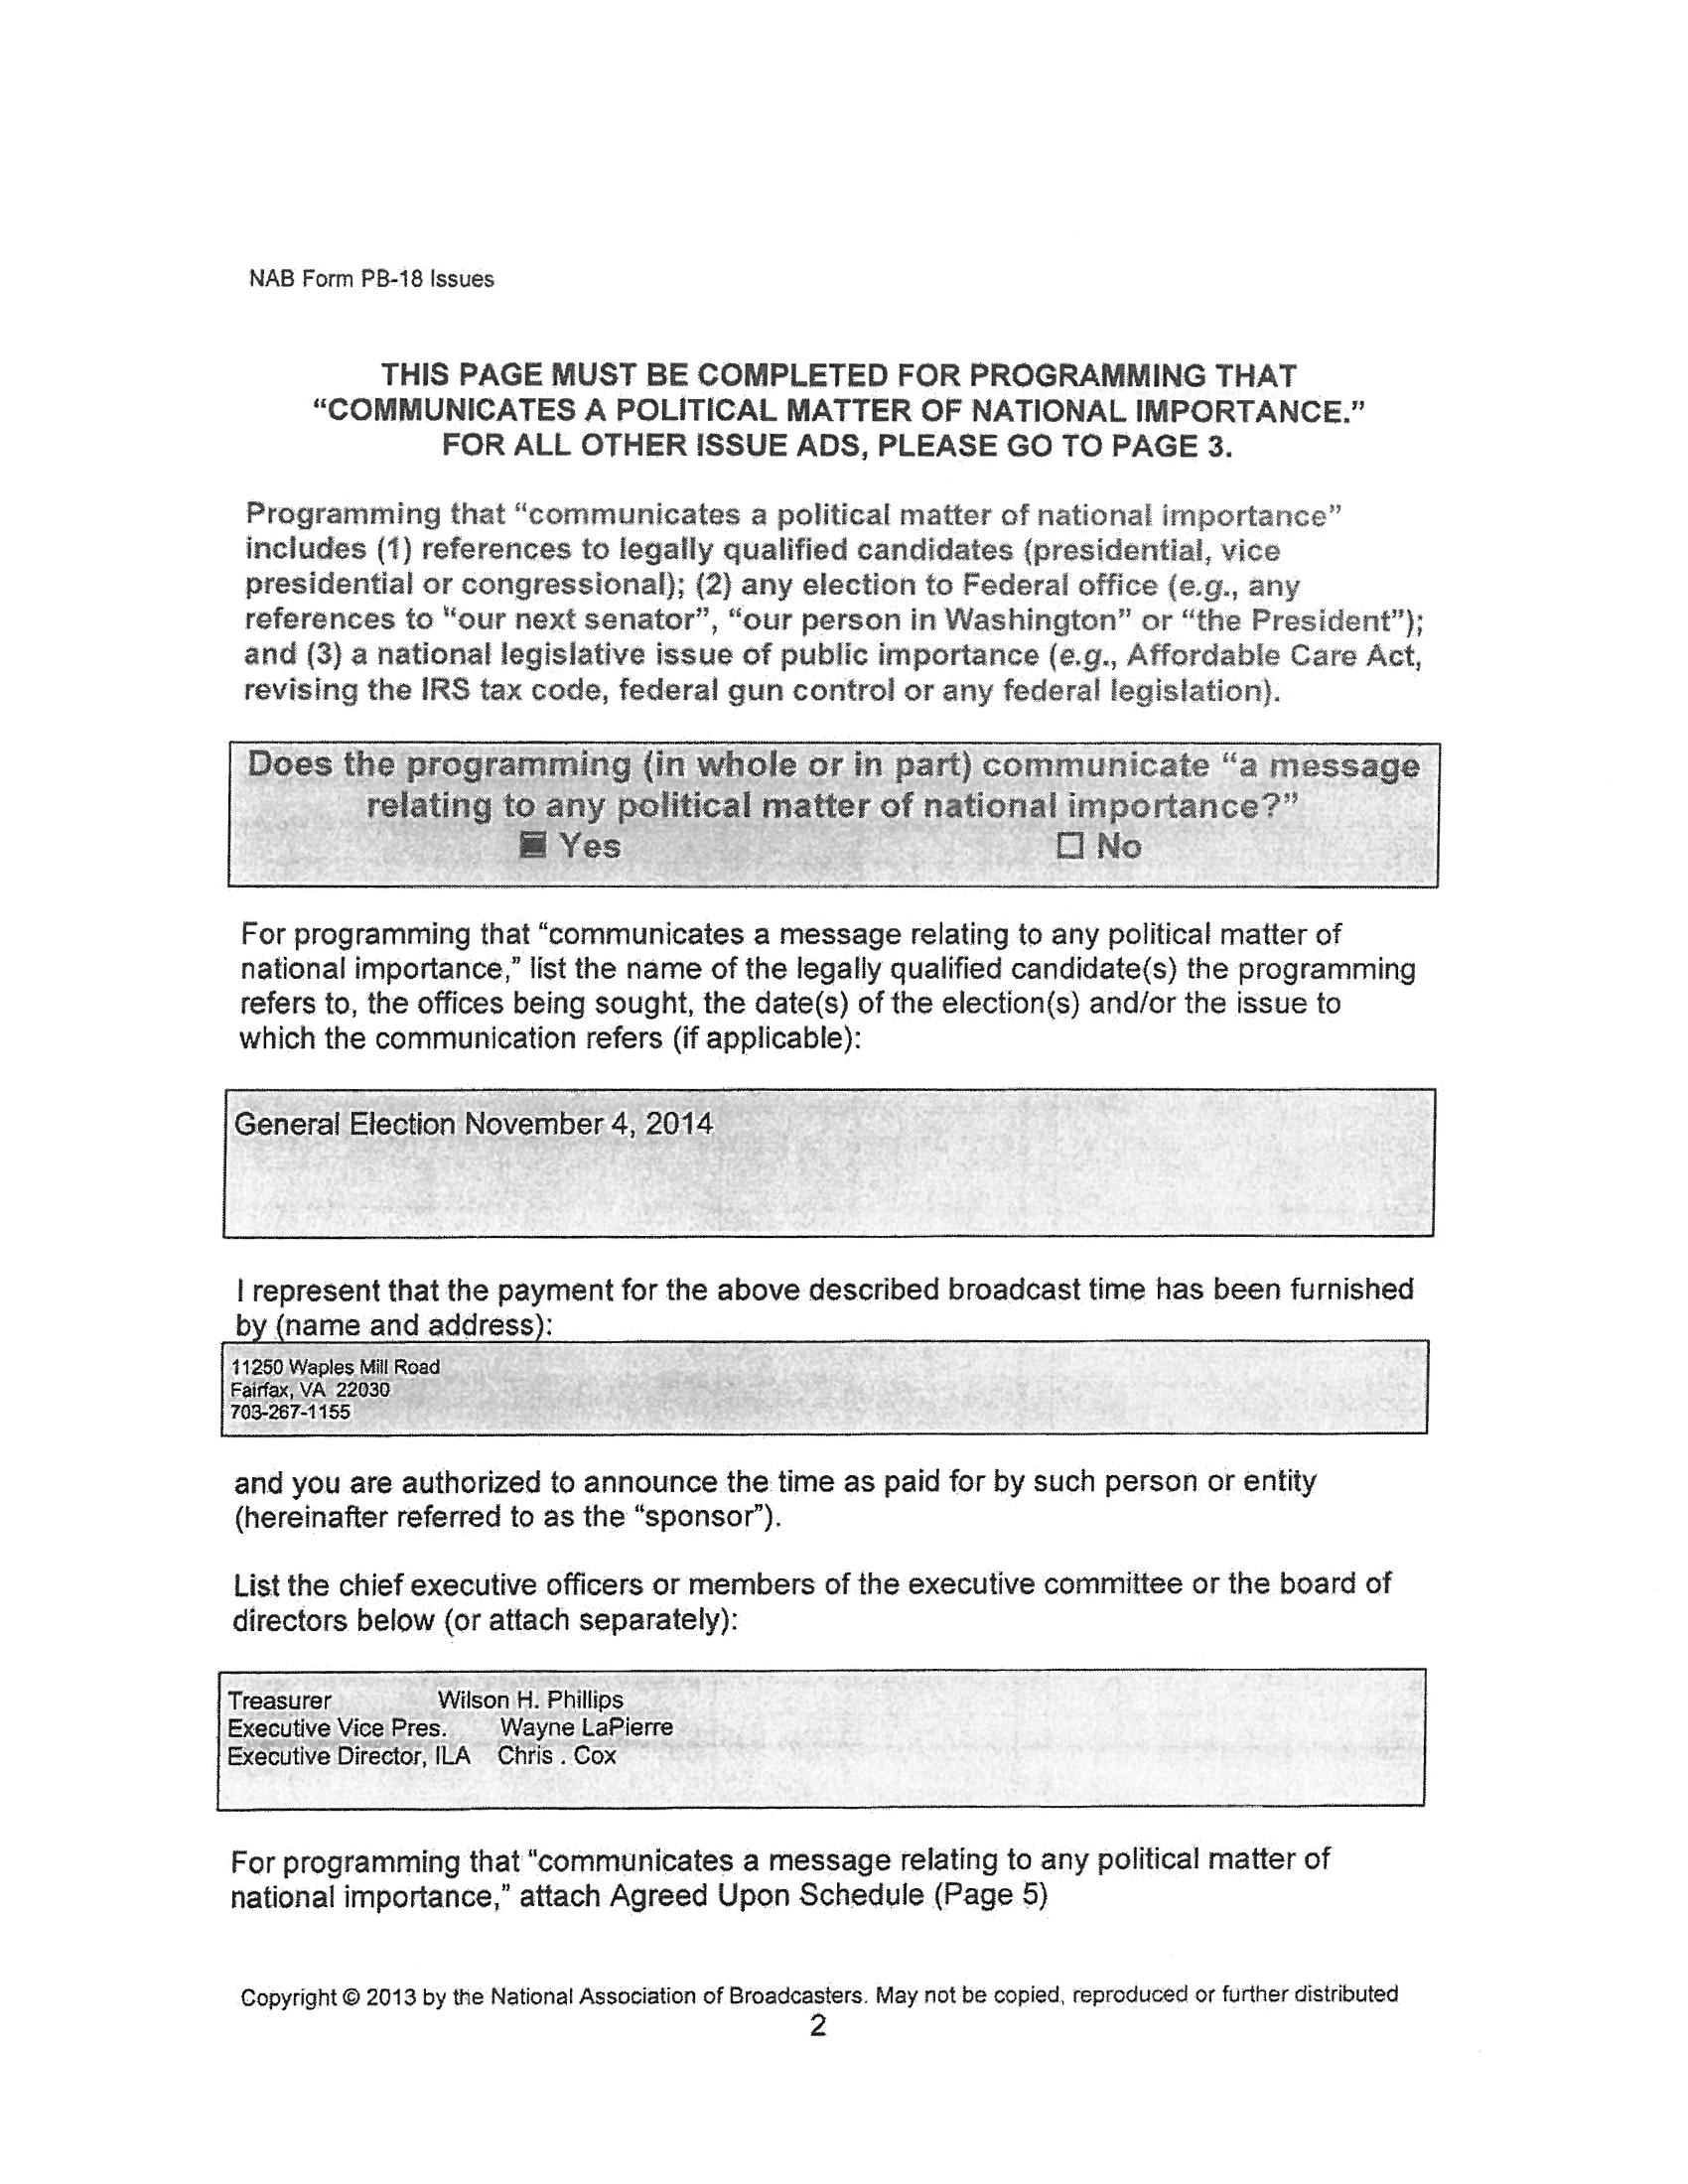 NAB Form PB-18 Issues
THIS PAGE MUST BE COMPLETED FOR PROGRAMMING THAT
“COMMUNICATES A POLITICAL MATTER OF NATIONAL IMPORTANCE.”
FOR ALL OTHER ISSUE ADS, PLEASE GO TO PAGE 3.
Programming that “communicates a political matter of national importance”
includes (1) references to legally qualified candidates (presidential, vice
presidential or congressional); (2) any election to Federal office (e.g., any
references to “our next senator”, “our person in Washington” or “the President”);
and (3) a national legislative issue of public importance (e.g., Affordable Care Act,
revising the IRS tax code, federal gun control or any federal legislation).
Does the programming (in whole or in part) communicate “a message
relating to any political matter of national importance?”
Yes No
For programming that “communicates a message relating to any political matter of
national importance,” list the name of the legally qualified candidate(s) the programming
refers to, the offices being sought, the date(s) of the election(s) and/or the issue to
which the communication refers (if applicable):
General Election November 4, 2014
I represent that the payment for the above described broadcast time has been furnished
by (name and address):
11250 Waples Mill Road
Fairfax, VA 22030
703-267-1155
and you are authorized to announce the time as paid for by such person or entity
(hereinafter referred to as the “sponsor”).
List the chief executive officers or members of the executive committee or the board of
directors below (or attach separately):
Treasurer Wilson H. Phillips
Executive Vice Pres. Wayne LaPierre
Executive Director, ILA Chris . Cox
For programming that “communicates a message relating to any political matter of
national importance,” attach Agreed Upon Schedule (Page 5)
Copyright © 2013 by the National Association of Broadcasters. May not be copied, reproduced or further distributed
2